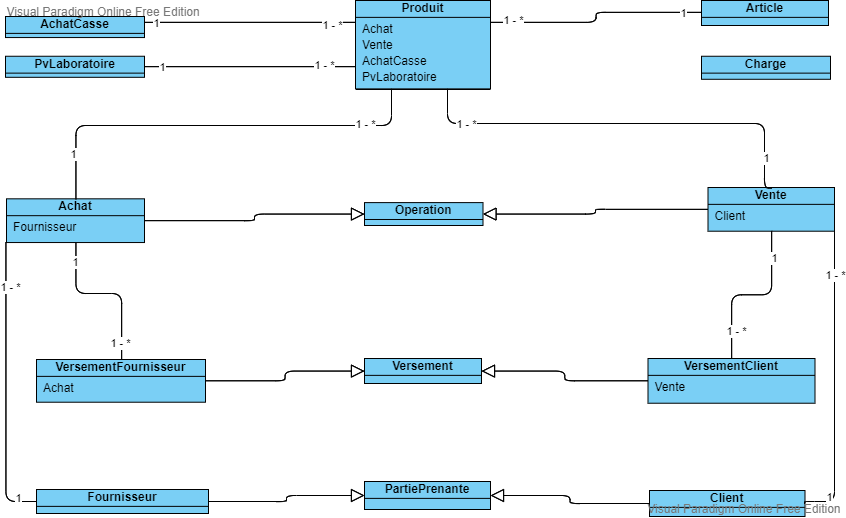 Visual Paradigm Online Free Edition
AchatCasse
1
1 - *
Produit
Achat
Vente
AchatCasse
PvLaboratoire
1 - *
1
Article
PvLaboratoire
1
1 - *
Charge
1 - *
1 - *
1
1
Achat
Fournisseur
Operation
Vente
Client
1
1
1 - *
1 - *
1 - *
1 - *
VersementFournisseur
Achat
Versement
VersementClient
Vente
1
Fournisseur
PartiePrenante
Client
1
Visual Paradigm Online Free Edition